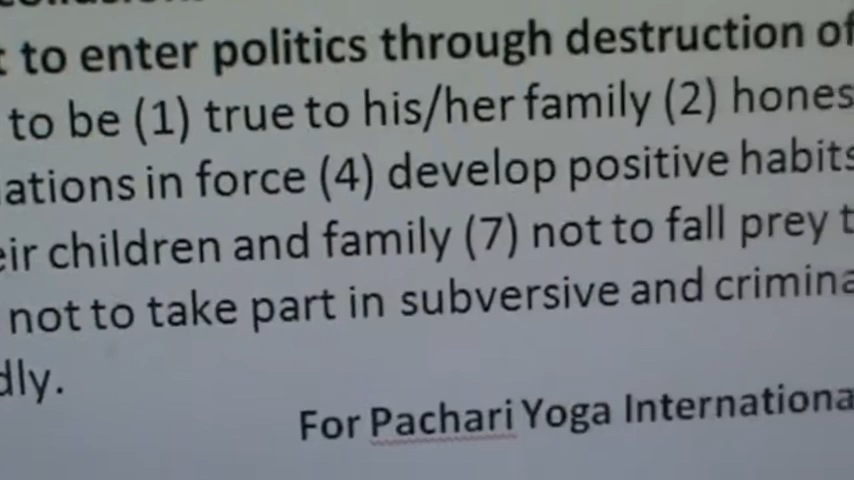 t to enter politics through destruction of
to be (1) true to his/her family (2) hones
ations in force (4) develop positive habits
eir children and family (7) not to fall prey t
not to take part in subversive and crimina
dly.
For Pachari Yoga Internationa